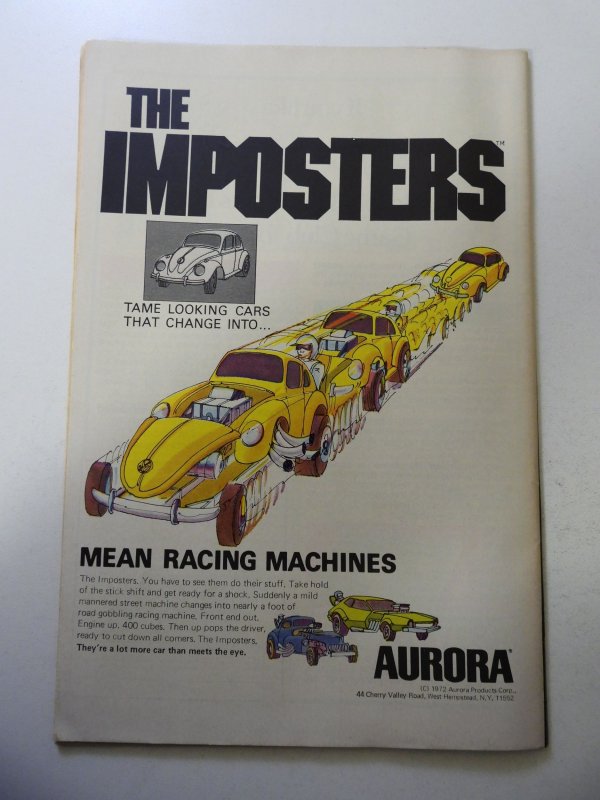 THE
IMPOSTERS™
TAME LOOKING CARS
THAT CHANGE INTO...
MEAN RACING MACHINES
The Imposters. You have to see them do their stuff. Take hold
of the stick shift and get ready for a shock. Suddenly a mild
mannered street machine changes into nearly a foot of
road gobbling racing machine. Front end out.
Engine up. 400 cubes. Then up pops the driver,
ready to cut down all comers. The Imposters.
They're a lot more car than meets the eye.
AURORA®
(C) 1972 Aurora Products Corp.,
44 Cherry Valley Road, West Hempstead, N.Y. 11552